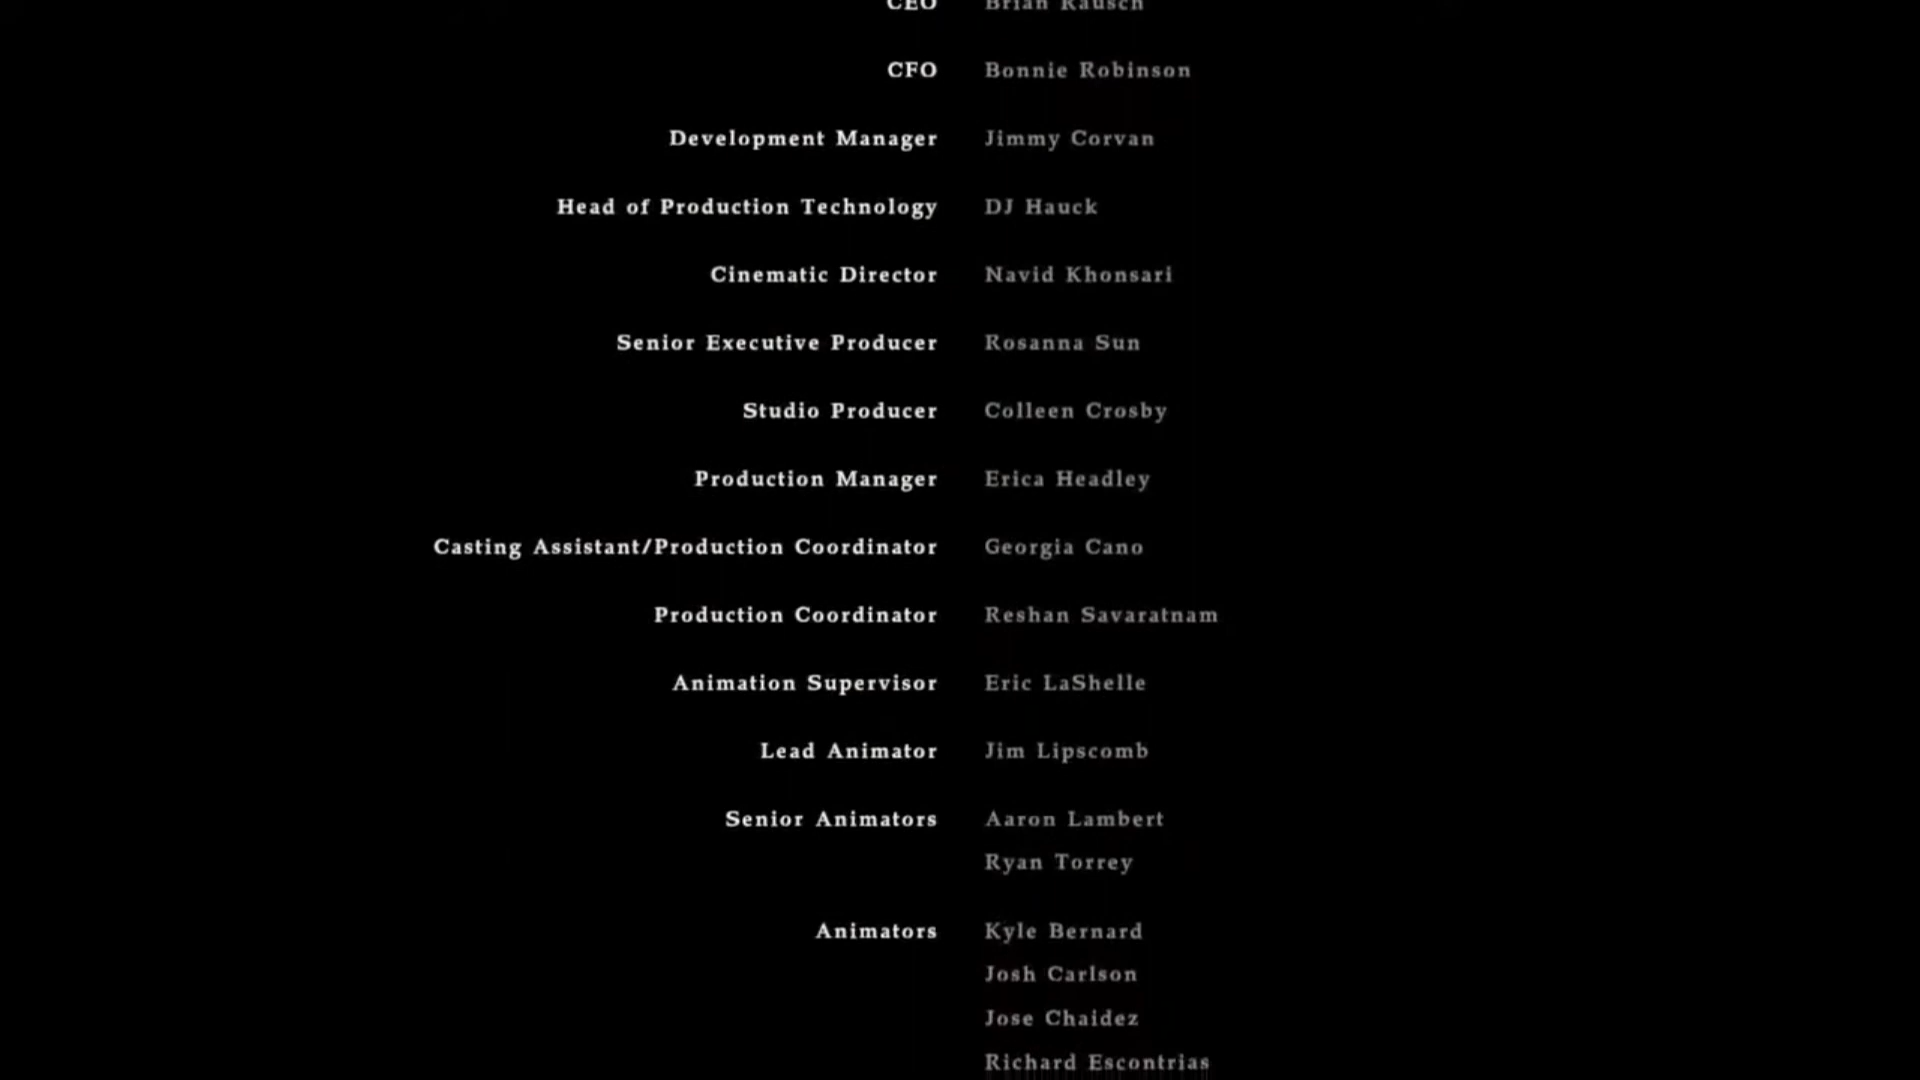 CEO Brian Rausch
CFO Bonnie Robinson
Development Manager Jimmy Corvan
Head of Production Technology DJ Hauck
Cinematic Director Navid Khonsari
Senior Executive Producer Rosanna Sun
Studio Producer Colleen Crosby
Production Manager Erica Headley
Casting Assistant/Production Coordinator Georgia Cano
Production Coordinator Reshan Savaratnam
Animation Supervisor Eric LaShelle
Lead Animator Jim Lipscomb
Senior Animators Aaron Lambert
Ryan Torrey
Animators Kyle Bernard
Josh Carlson
Jose Chaidez
Richard Escontrias